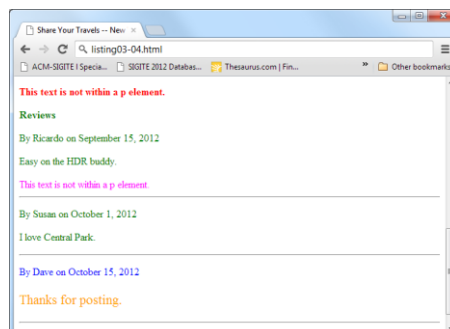 Share Your Travels -- New
listing03-04.html
ACM-SIGITE I Specia... SIGITE 2012 Databas... Thesaurus.com | Fin... » Other bookmarks
This text is not within a p element.
Reviews
By Ricardo on September 15, 2012
Easy on the HDR buddy.
This text is not within a p element.
By Susan on October 1, 2012
I love Central Park.
By Dave on October 15, 2012
Thanks for posting.